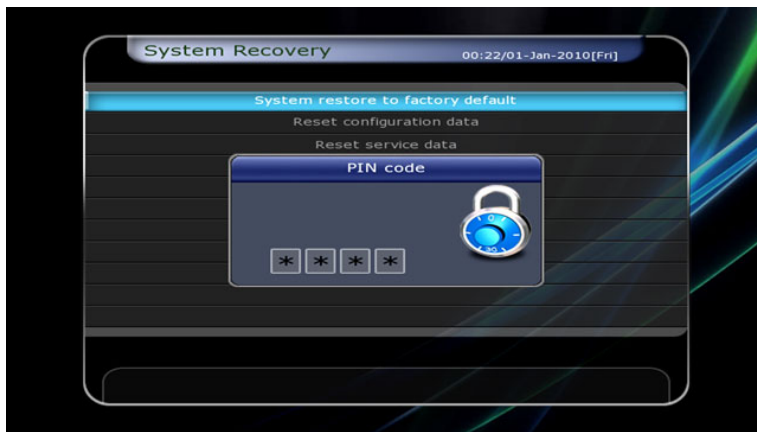 System Recovery
00:22/01-Jan-2010[Fri]
System restore to factory default
Reset configuration data
Reset service data
PIN code
* * * *